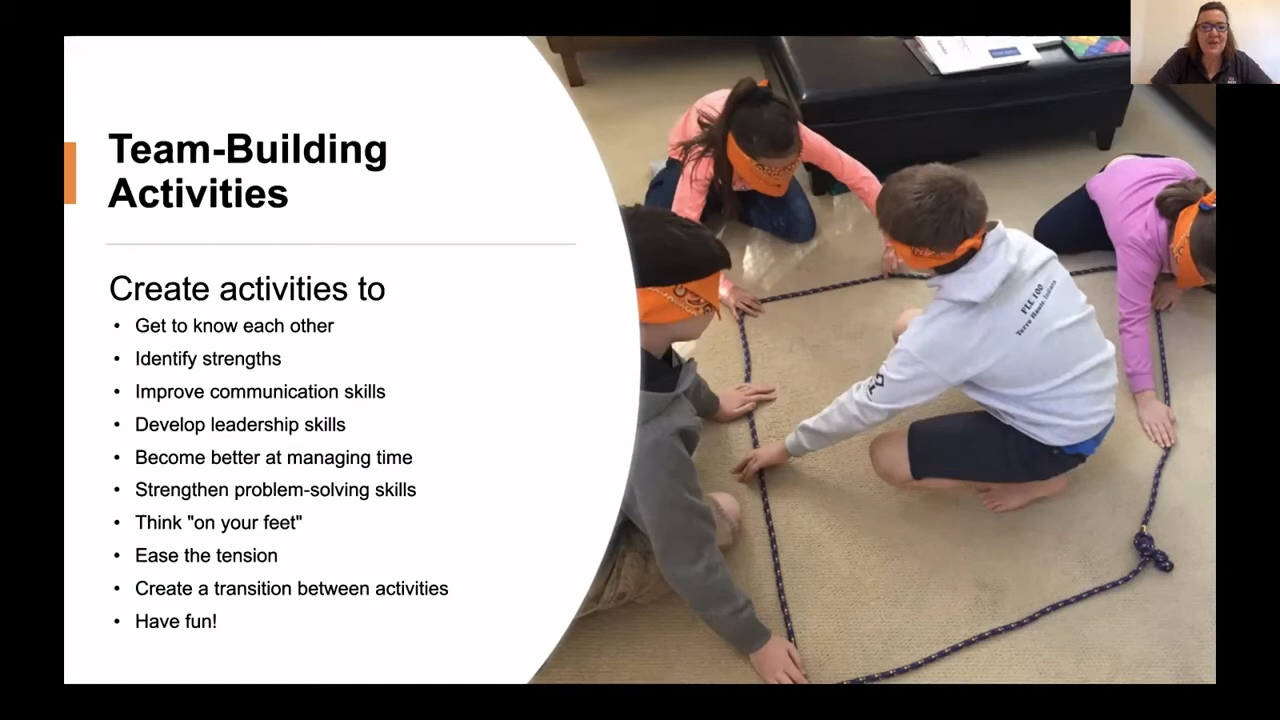 Team-Building
Activities
Create activities to
• Get to know each other
• Identify strengths
• Improve communication skills
• Develop leadership skills
• Become better at managing time
• Strengthen problem-solving skills
• Think "on your feet"
• Ease the tension
• Create a transition between activities
• Have fun!
FLL 100
Terre Haute, Indiana